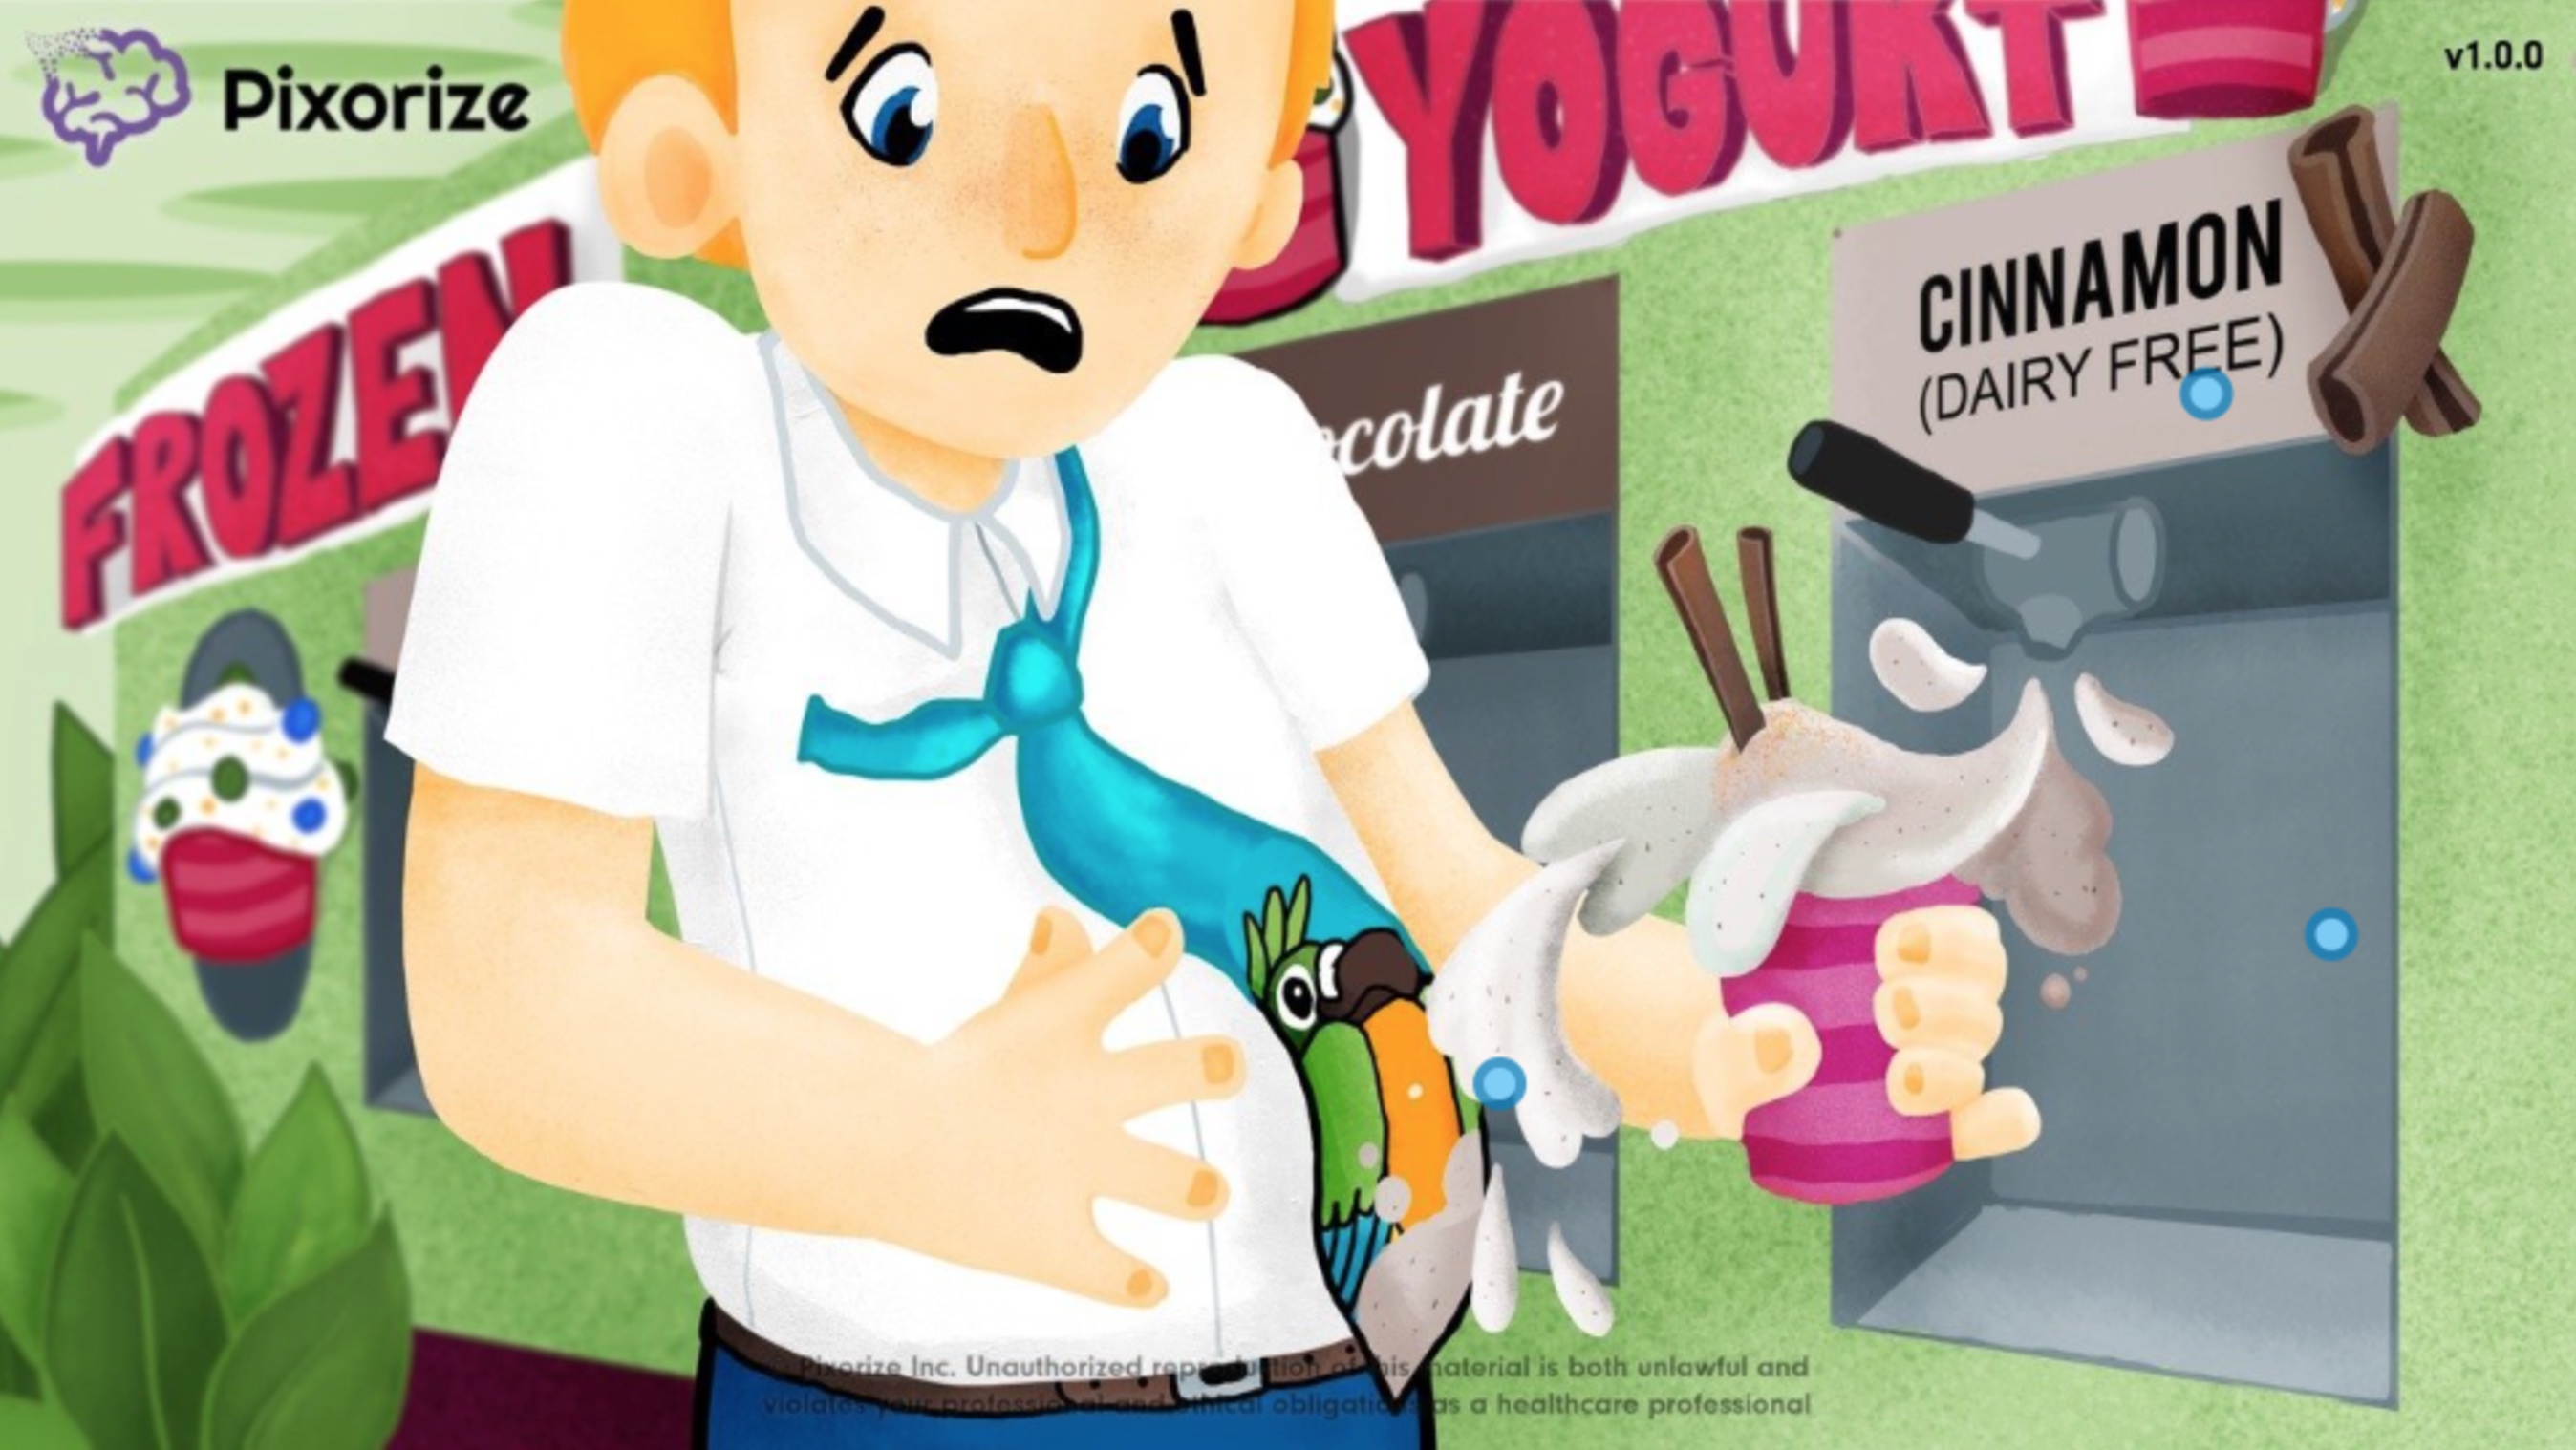 Pixorize
v1.0.0
FROZEN
YOGURT
ocolate
CINNAMON
(DAIRY FREE)
© Pixorize Inc. Unauthorized reproduction of this material is both unlawful and
violates your professional and ethical obligations as a healthcare professional